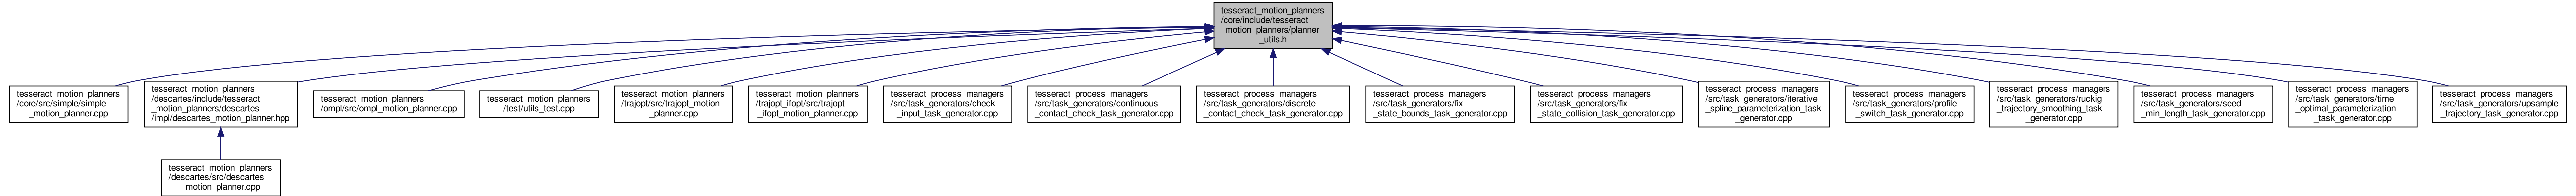 tesseract_motion_planners
/core/include/tesseract
_motion_planners/planner
_utils.h
tesseract_motion_planners
/core/src/simple/simple
_motion_planner.cpp
tesseract_motion_planners
/descartes/include/tesseract
_motion_planners/descartes
/impl/descartes_motion_planner.hpp
tesseract_motion_planners
/ompl/src/ompl_motion_planner.cpp
tesseract_motion_planners
/test/utils_test.cpp
tesseract_motion_planners
/trajopt/src/trajopt_motion
_planner.cpp
tesseract_motion_planners
/trajopt_ifopt/src/trajopt
_ifopt_motion_planner.cpp
tesseract_process_managers
/src/task_generators/check
_input_task_generator.cpp
tesseract_process_managers
/src/task_generators/continuous
_contact_check_task_generator.cpp
tesseract_process_managers
/src/task_generators/discrete
_contact_check_task_generator.cpp
tesseract_process_managers
/src/task_generators/fix
_state_bounds_task_generator.cpp
tesseract_process_managers
/src/task_generators/fix
_state_collision_task_generator.cpp
tesseract_process_managers
/src/task_generators/iterative
_spline_parameterization_task
_generator.cpp
tesseract_process_managers
/src/task_generators/profile
_switch_task_generator.cpp
tesseract_process_managers
/src/task_generators/ruckig
_trajectory_smoothing_task
_generator.cpp
tesseract_process_managers
/src/task_generators/seed
_min_length_task_generator.cpp
tesseract_process_managers
/src/task_generators/time
_optimal_parameterization
_task_generator.cpp
tesseract_process_managers
/src/task_generators/upsample
_trajectory_task_generator.cpp
tesseract_motion_planners
/descartes/src/descartes
_motion_planner.cpp